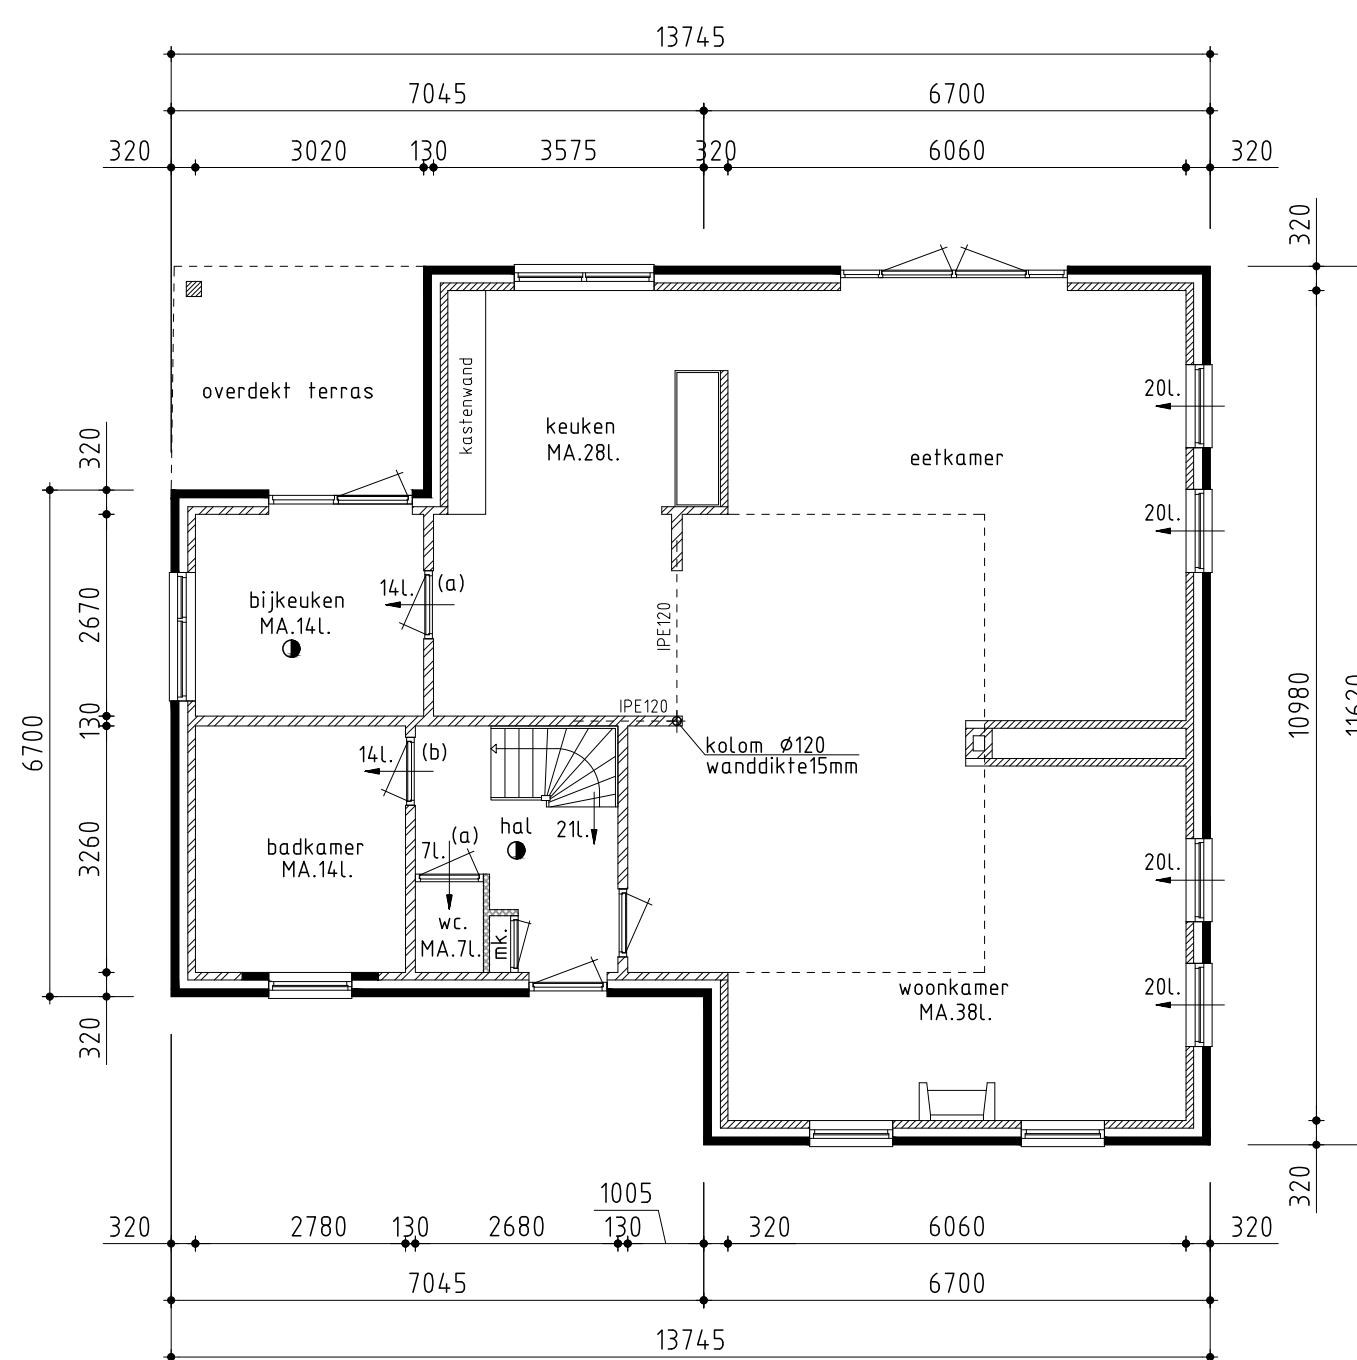 13745
7045 6700
320 3020 130 3575 320 6060 320
320
overdekt terras
kastenwand
keuken
MA.28l.
eetkamer
20l.
20l.
320
2670
130
3260
320
6700
bijkeuken
MA.14l.
14l. (a)
IPE120
IPE120
kolom Ø120
wanddikte15mm
10980
14l. (b)
badkamer
MA.14l.
hal
21l.
7l. (a)
wc.
MA.7l.
mk.
20l.
20l.
woonkamer
MA.38l.
320
1005
320 2780 130 2680 130 320 6060 320
7045 6700
13745